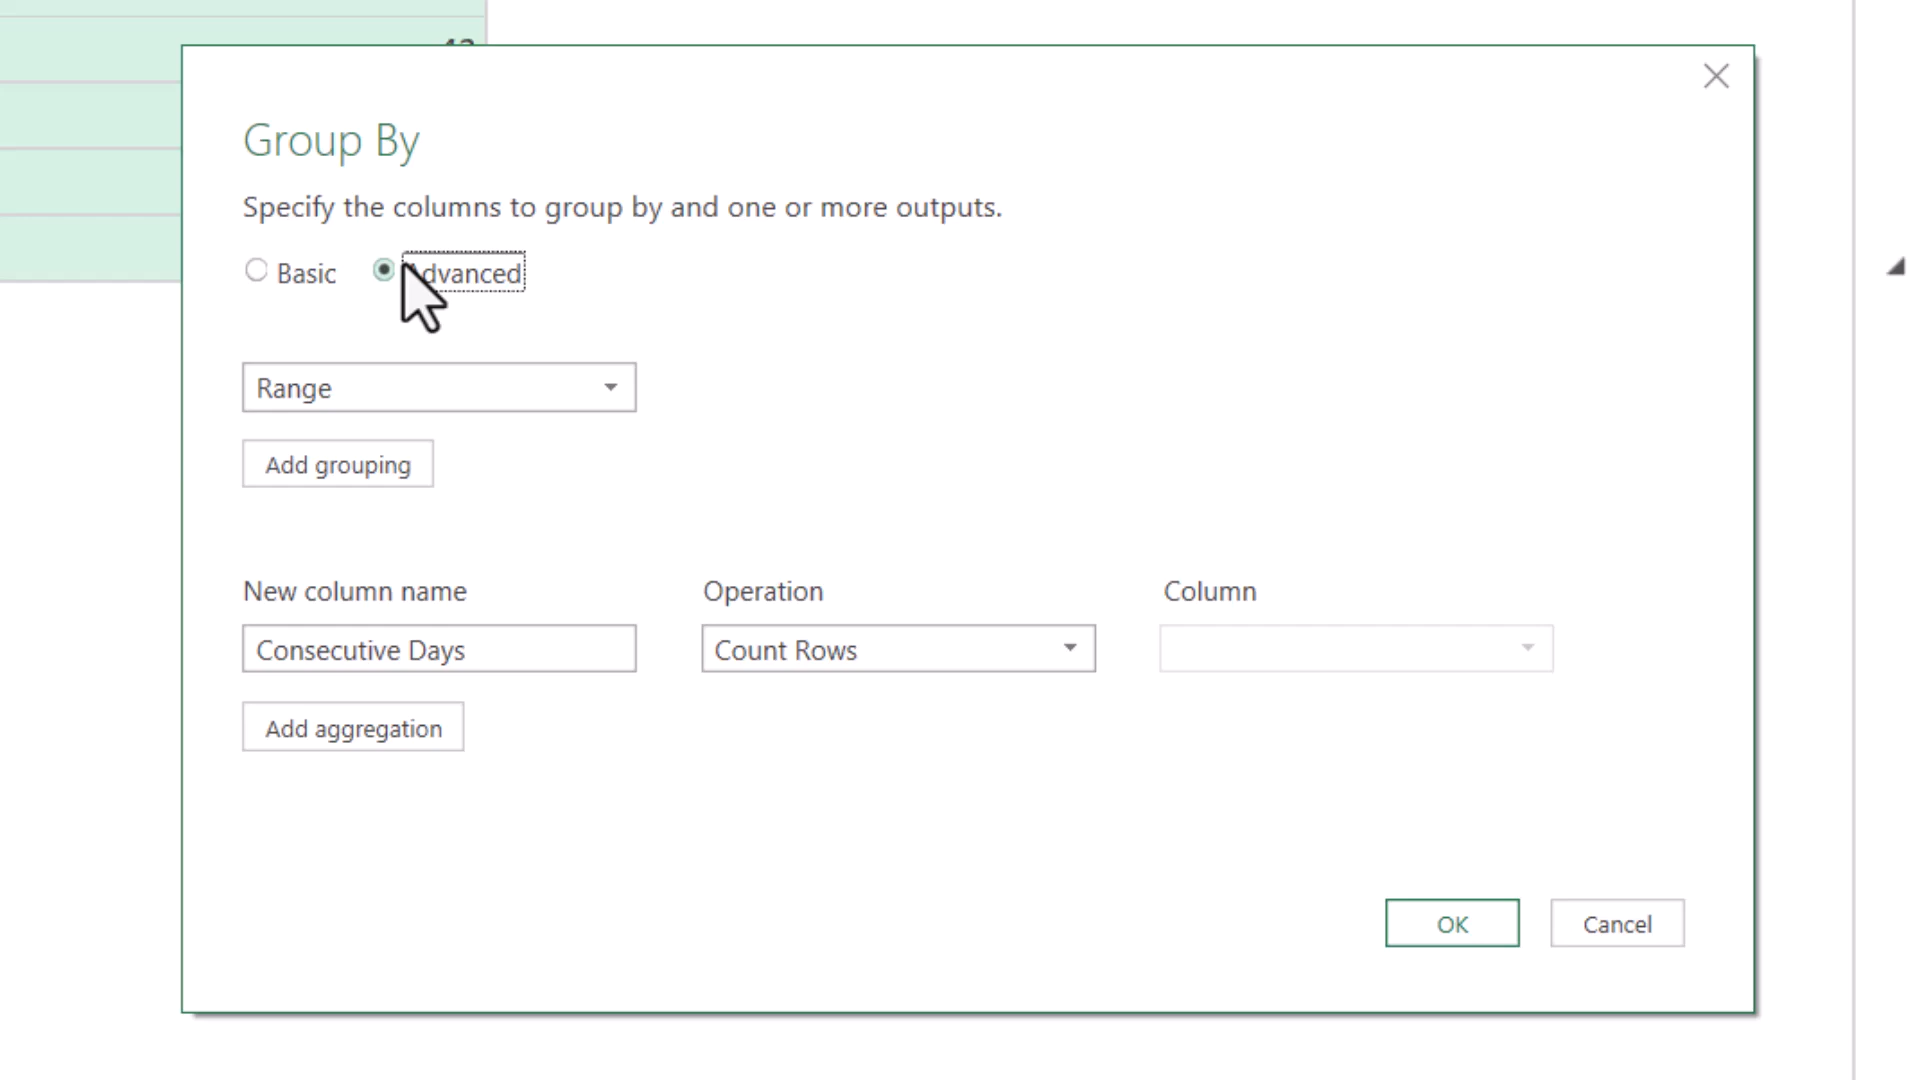 Group By
Specify the columns to group by and one or more outputs.
Basic Advanced
Range
Add grouping
New column name Operation Column
Consecutive Days Count Rows
Add aggregation
OK Cancel